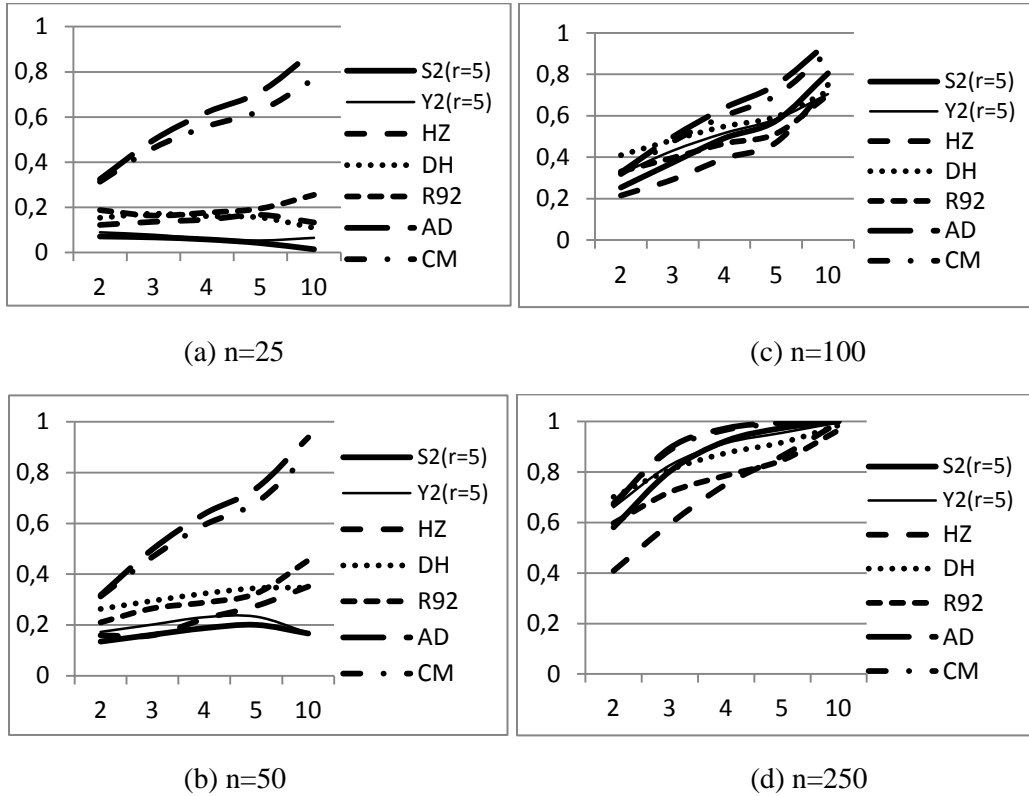 1
0,8
0,6
0,4
0,2
0
2 3 4 5 10
S2(r=5)
Y2(r=5)
HZ
DH
R92
AD
CM
(a) n=25
1
0,8
0,6
0,4
0,2
0
2 3 4 5 10
S2(r=5)
Y2(r=5)
HZ
DH
R92
AD
CM
(c) n=100
1
0,8
0,6
0,4
0,2
0
2 3 4 5 10
S2(r=5)
Y2(r=5)
HZ
DH
R92
AD
CM
(b) n=50
1
0,8
0,6
0,4
0,2
0
2 3 4 5 10
S2(r=5)
Y2(r=5)
HZ
DH
R92
AD
CM
(d) n=250